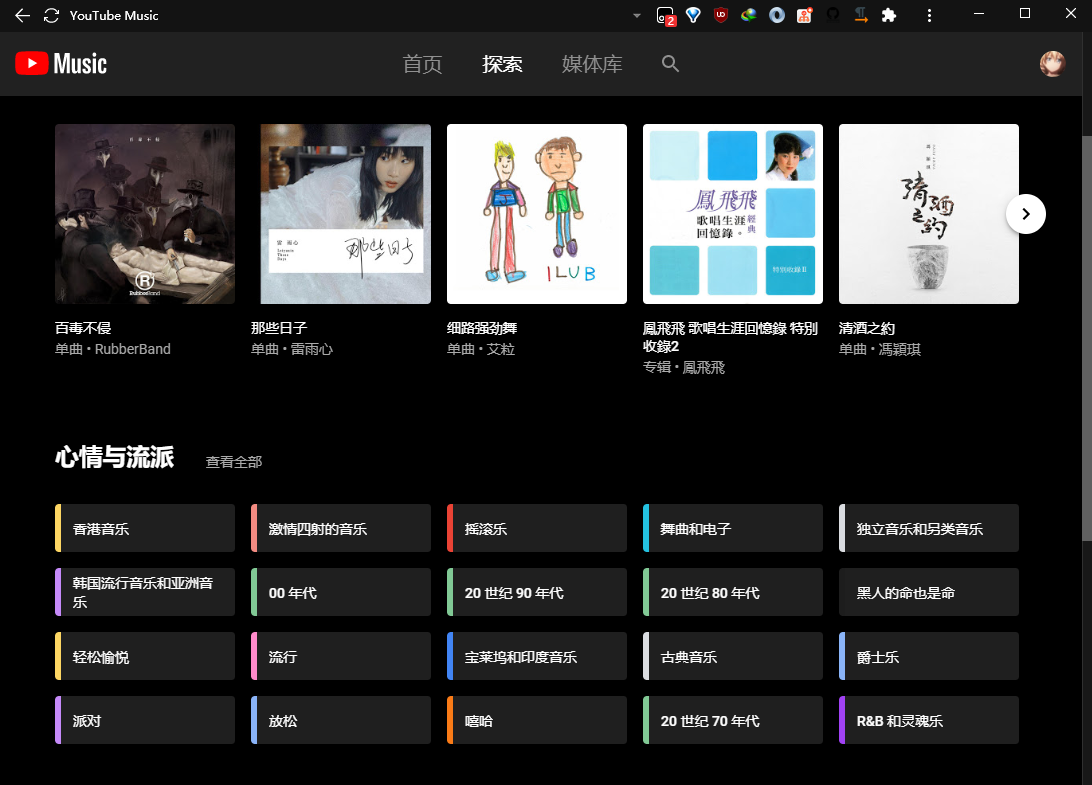 YouTube Music
2
Music
首页
探索
媒体库
RubberBand
那些日子
I L U B
鳳飛飛
經典
歌唱生涯
回憶錄。
特別收錄II
清酒之約
百毒不侵
单曲 • RubberBand
那些日子
单曲 • 雷雨心
细路强劲舞
单曲 • 艾粒
鳳飛飛 歌唱生涯回憶錄 特別
收錄2
专辑 • 鳳飛飛
清酒之約
单曲 • 馮穎琪
心情与流派
查看全部
香港音乐
激情四射的音乐
摇滚乐
舞曲和电子
独立音乐和另类音乐
韩国流行音乐和亚洲音
乐
00 年代
20 世纪 90 年代
20 世纪 80 年代
黑人的命也是命
轻松愉悦
流行
宝莱坞和印度音乐
古典音乐
爵士乐
派对
放松
嘻哈
20 世纪 70 年代
R&B 和灵魂乐